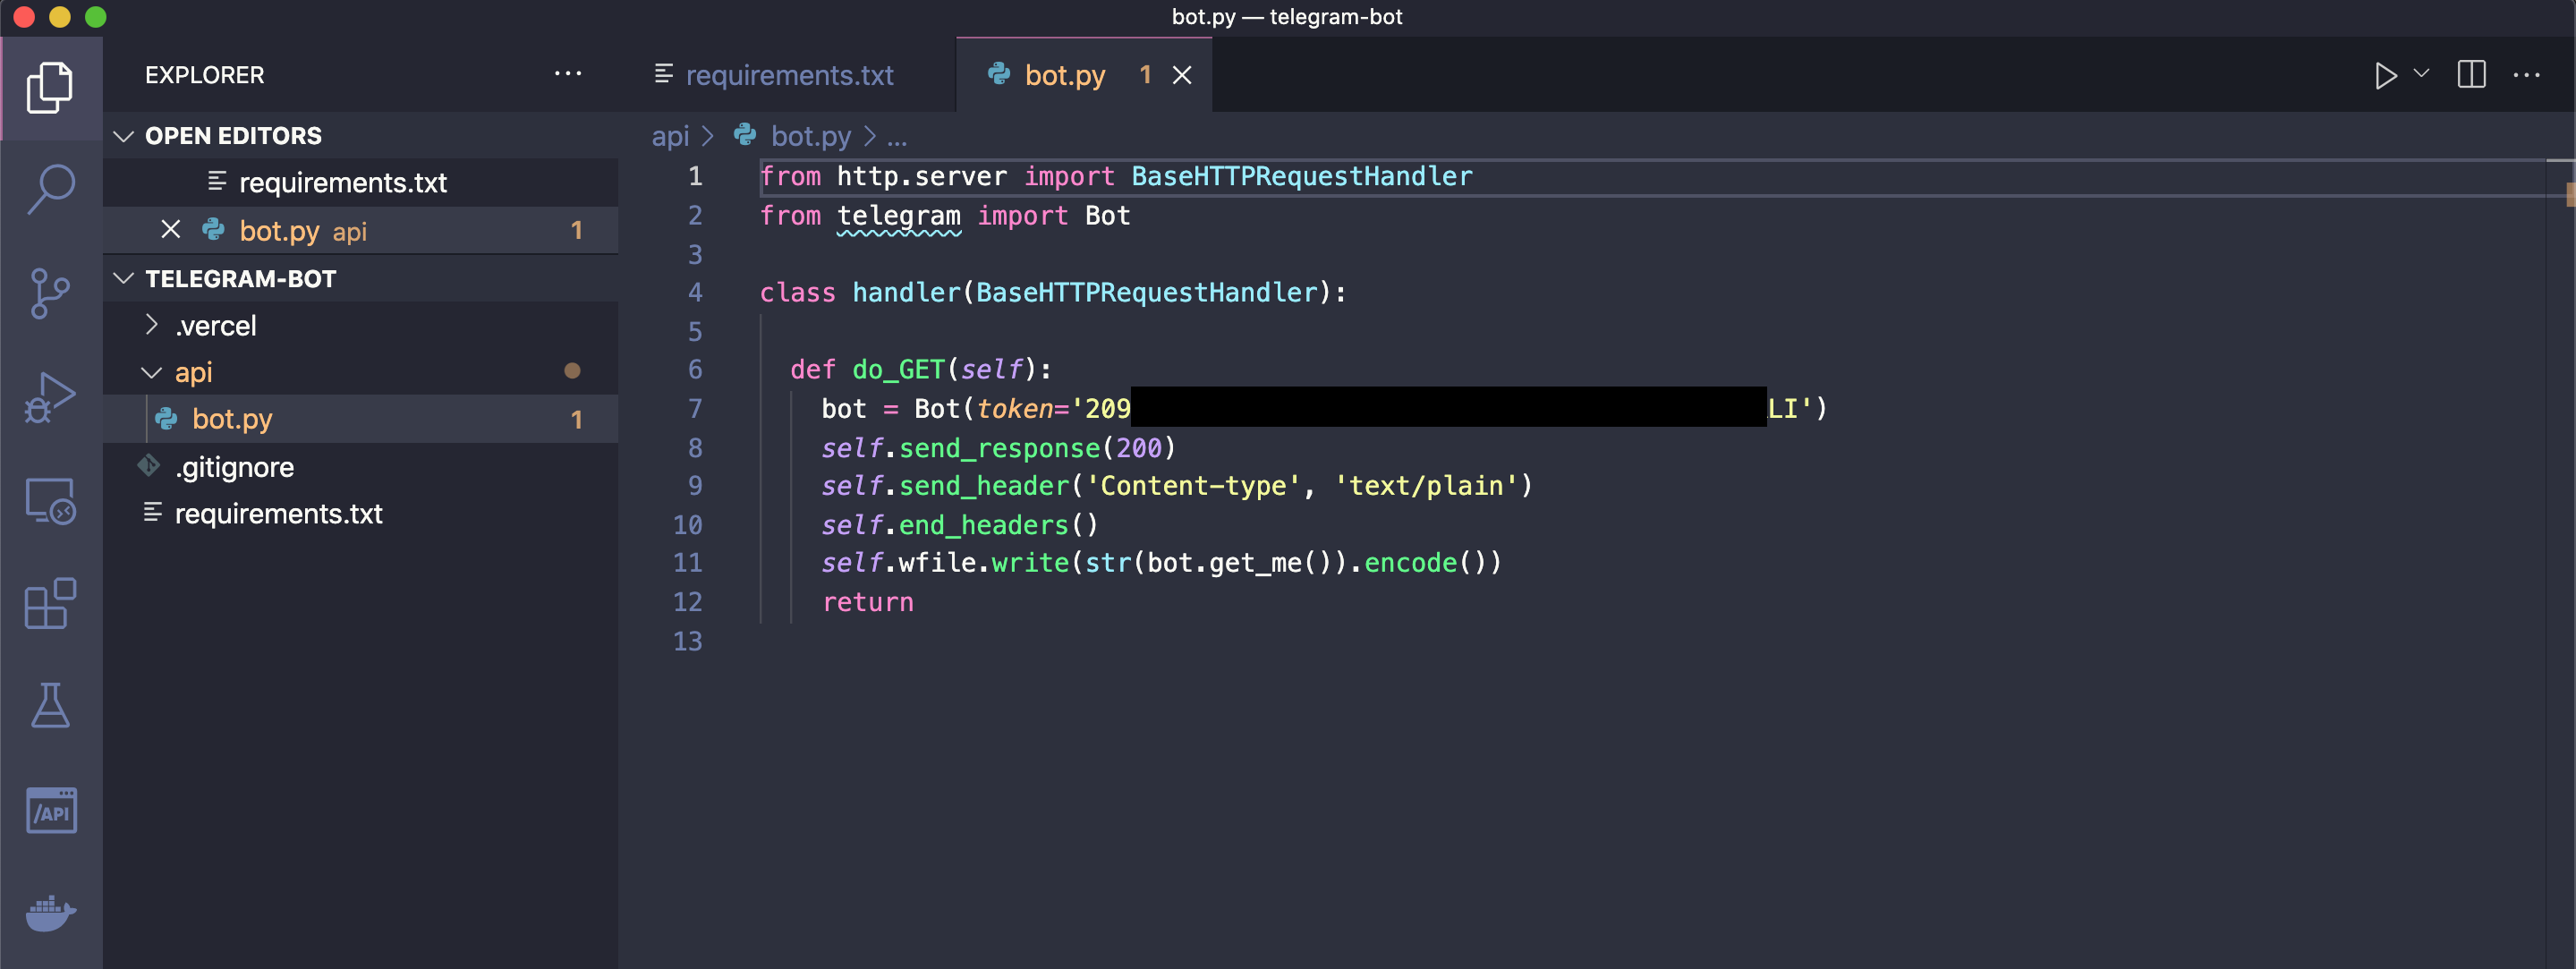 bot.py — telegram-bot
EXPLORER
requirements.txt
bot.py 1
OPEN EDITORS
requirements.txt
bot.py api 1
TELEGRAM-BOT
.vercel
api
bot.py 1
.gitignore
requirements.txt
/API
api > bot.py > ...
1 from http.server import BaseHTTPRequestHandler
2 from telegram import Bot
3
4 class handler(BaseHTTPRequestHandler):
5
6 def do_GET(self):
7 bot = Bot(token='209 LI')
8 self.send_response(200)
9 self.send_header('Content-type', 'text/plain')
10 self.end_headers()
11 self.wfile.write(str(bot.get_me()).encode())
12 return
13